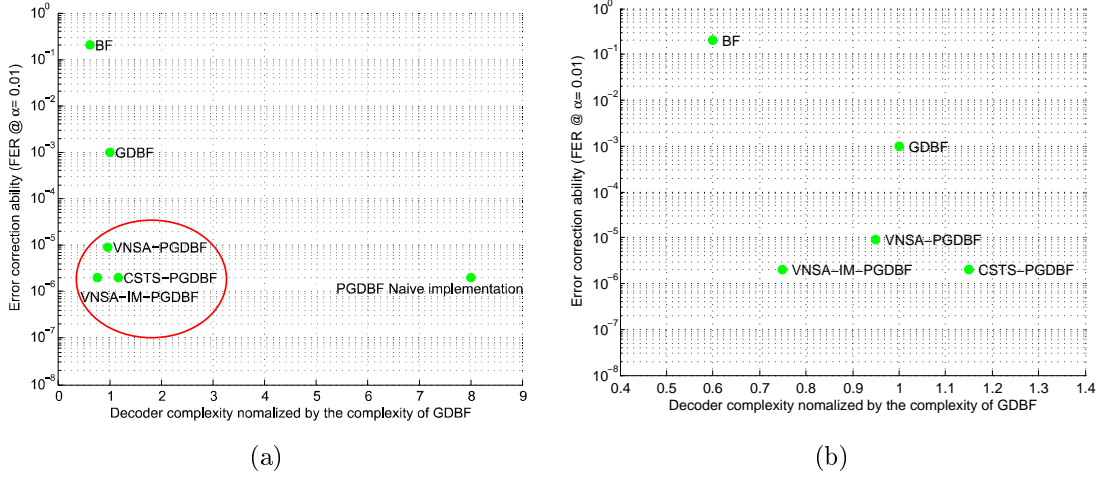 Error correction ability (FER @ α= 0.01)
10^0
10^−1
10^−2
10^−3
10^−4
10^−5
10^−6
10^−7
10^−8
BF
GDBF
VNSA−PGDBF
CSTS−PGDBF
VNSA−IM−PGDBF
PGDBF Naive implementation
0 1 2 3 4 5 6 7 8 9
Decoder complexity nomalized by the complexity of GDBF
(a)
Error correction ability (FER @ α= 0.01)
10^0
10^−1
10^−2
10^−3
10^−4
10^−5
10^−6
10^−7
10^−8
BF
GDBF
VNSA−PGDBF
VNSA−IM−PGDBF
CSTS−PGDBF
0.4 0.5 0.6 0.7 0.8 0.9 1 1.1 1.2 1.3 1.4
Decoder complexity nomalized by the complexity of GDBF
(b)